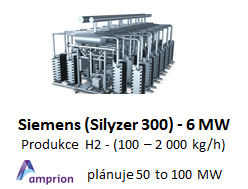 Siemens (Silyzer 300) - 6 MW
Produkce H2 - (100 – 2 000 kg/h)
amprion plánuje 50 to 100 MW